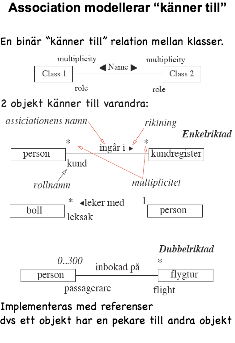 Association modellerar “känner till”
En binär “känner till” relation mellan klasser.
multiplicity multiplicity
Class 1 Name Class 2
role role
2 objekt känner till varandra:
associationens namn riktning
Enkelriktad
* ingår i *
person kundregister
kund
rollnamn multiplicitet
* leker med 1
boll person
leksak
Dubbelriktad
0..300 inbokad på *
person flygtur
passagerare flight
Implementeras med referenser
dvs ett objekt har en pekare till andra objekt